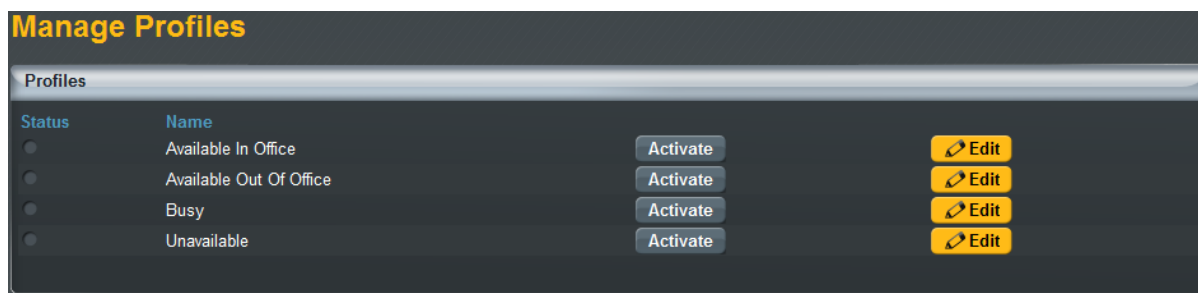 Manage Profiles
Profiles
Status Name
Available In Office Activate Edit
Available Out Of Office Activate Edit
Busy Activate Edit
Unavailable Activate Edit